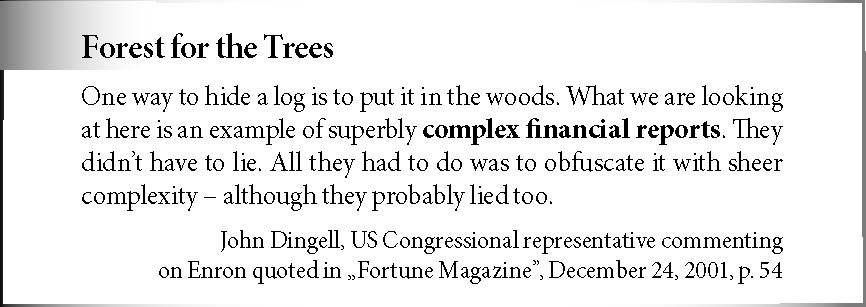 Forest for the Trees
One way to hide a log is to put it in the woods. What we are looking
at here is an example of superbly complex financial reports. They
didn’t have to lie. All they had to do was to obfuscate it with sheer
complexity – although they probably lied too.
John Dingell, US Congressional representative commenting
on Enron quoted in „Fortune Magazine”, December 24, 2001, p. 54